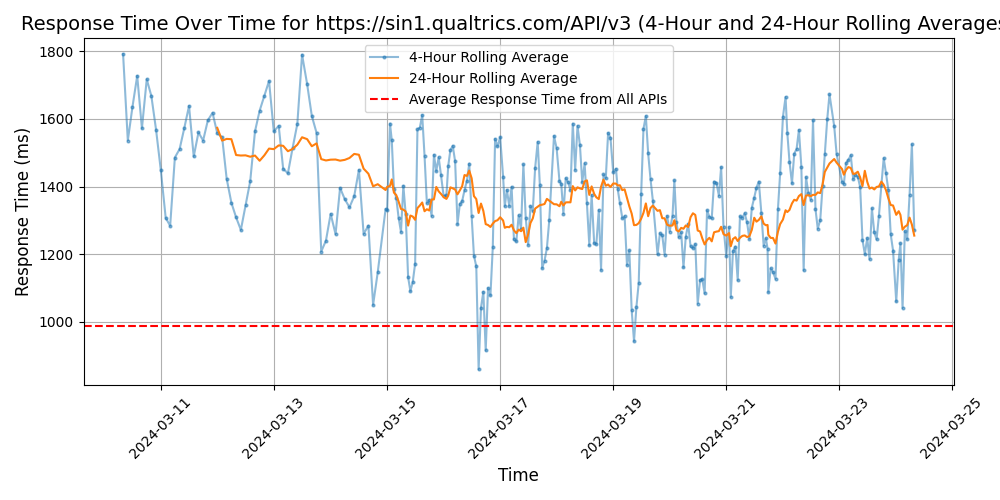 Response Time Over Time for https://sin1.qualtrics.com/API/v3 (4-Hour and 24-Hour Rolling Averages
4-Hour Rolling Average
24-Hour Rolling Average
Average Response Time from All APIs
Response Time (ms)
1800
1600
1400
1200
1000
2024-03-11
2024-03-13
2024-03-15
2024-03-17
2024-03-19
2024-03-21
2024-03-23
2024-03-25
Time